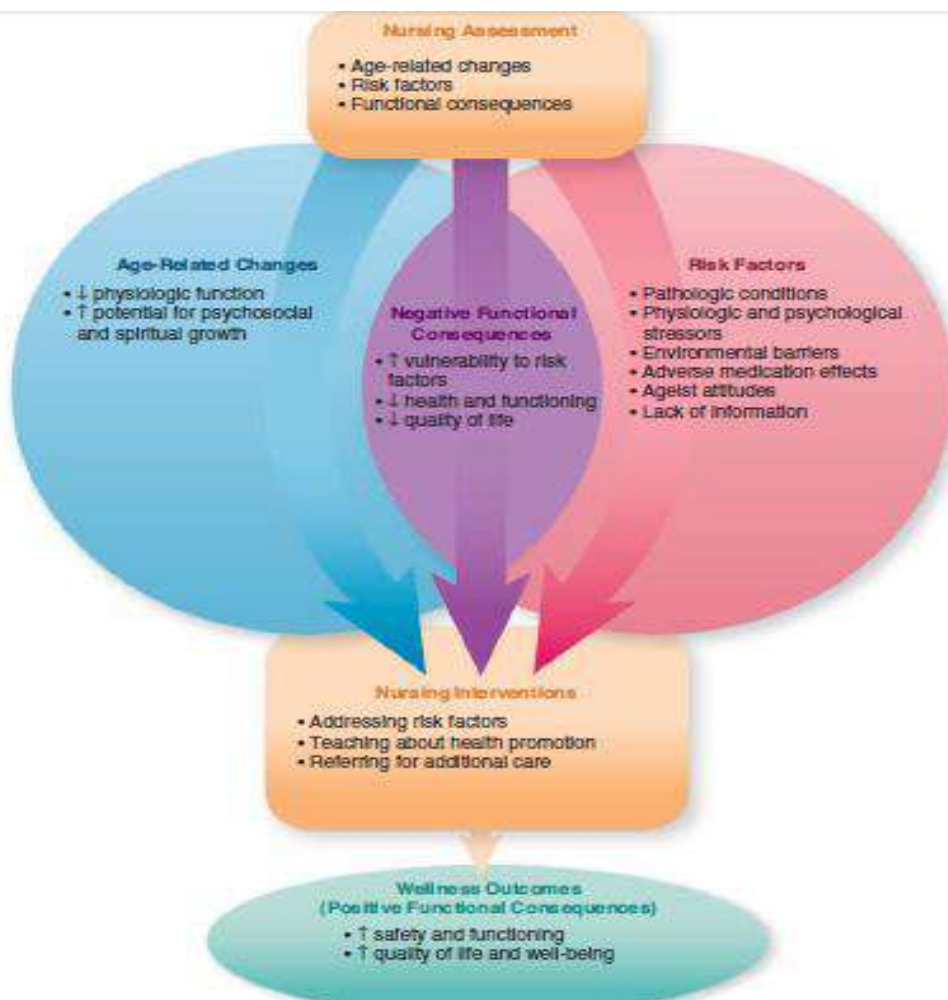 Nursing Assessment
• Age-related changes
• Risk factors
• Functional consequences
Age-Related Changes
• ↓ physiologic function
• ↑ potential for psychosocial
and spiritual growth
Negative Functional
Consequences
• ↑ vulnerability to risk
factors
• ↓ health and functioning
• ↓ quality of life
Risk Factors
• Pathologic conditions
• Physiologic and psychological
stressors
• Environmental barriers
• Adverse medication effects
• Ageist attitudes
• Lack of information
Nursing Interventions
• Addressing risk factors
• Teaching about health promotion
• Referring for additional care
Wellness Outcomes
(Positive Functional Consequences)
• ↑ safety and functioning
• ↑ quality of life and well-being